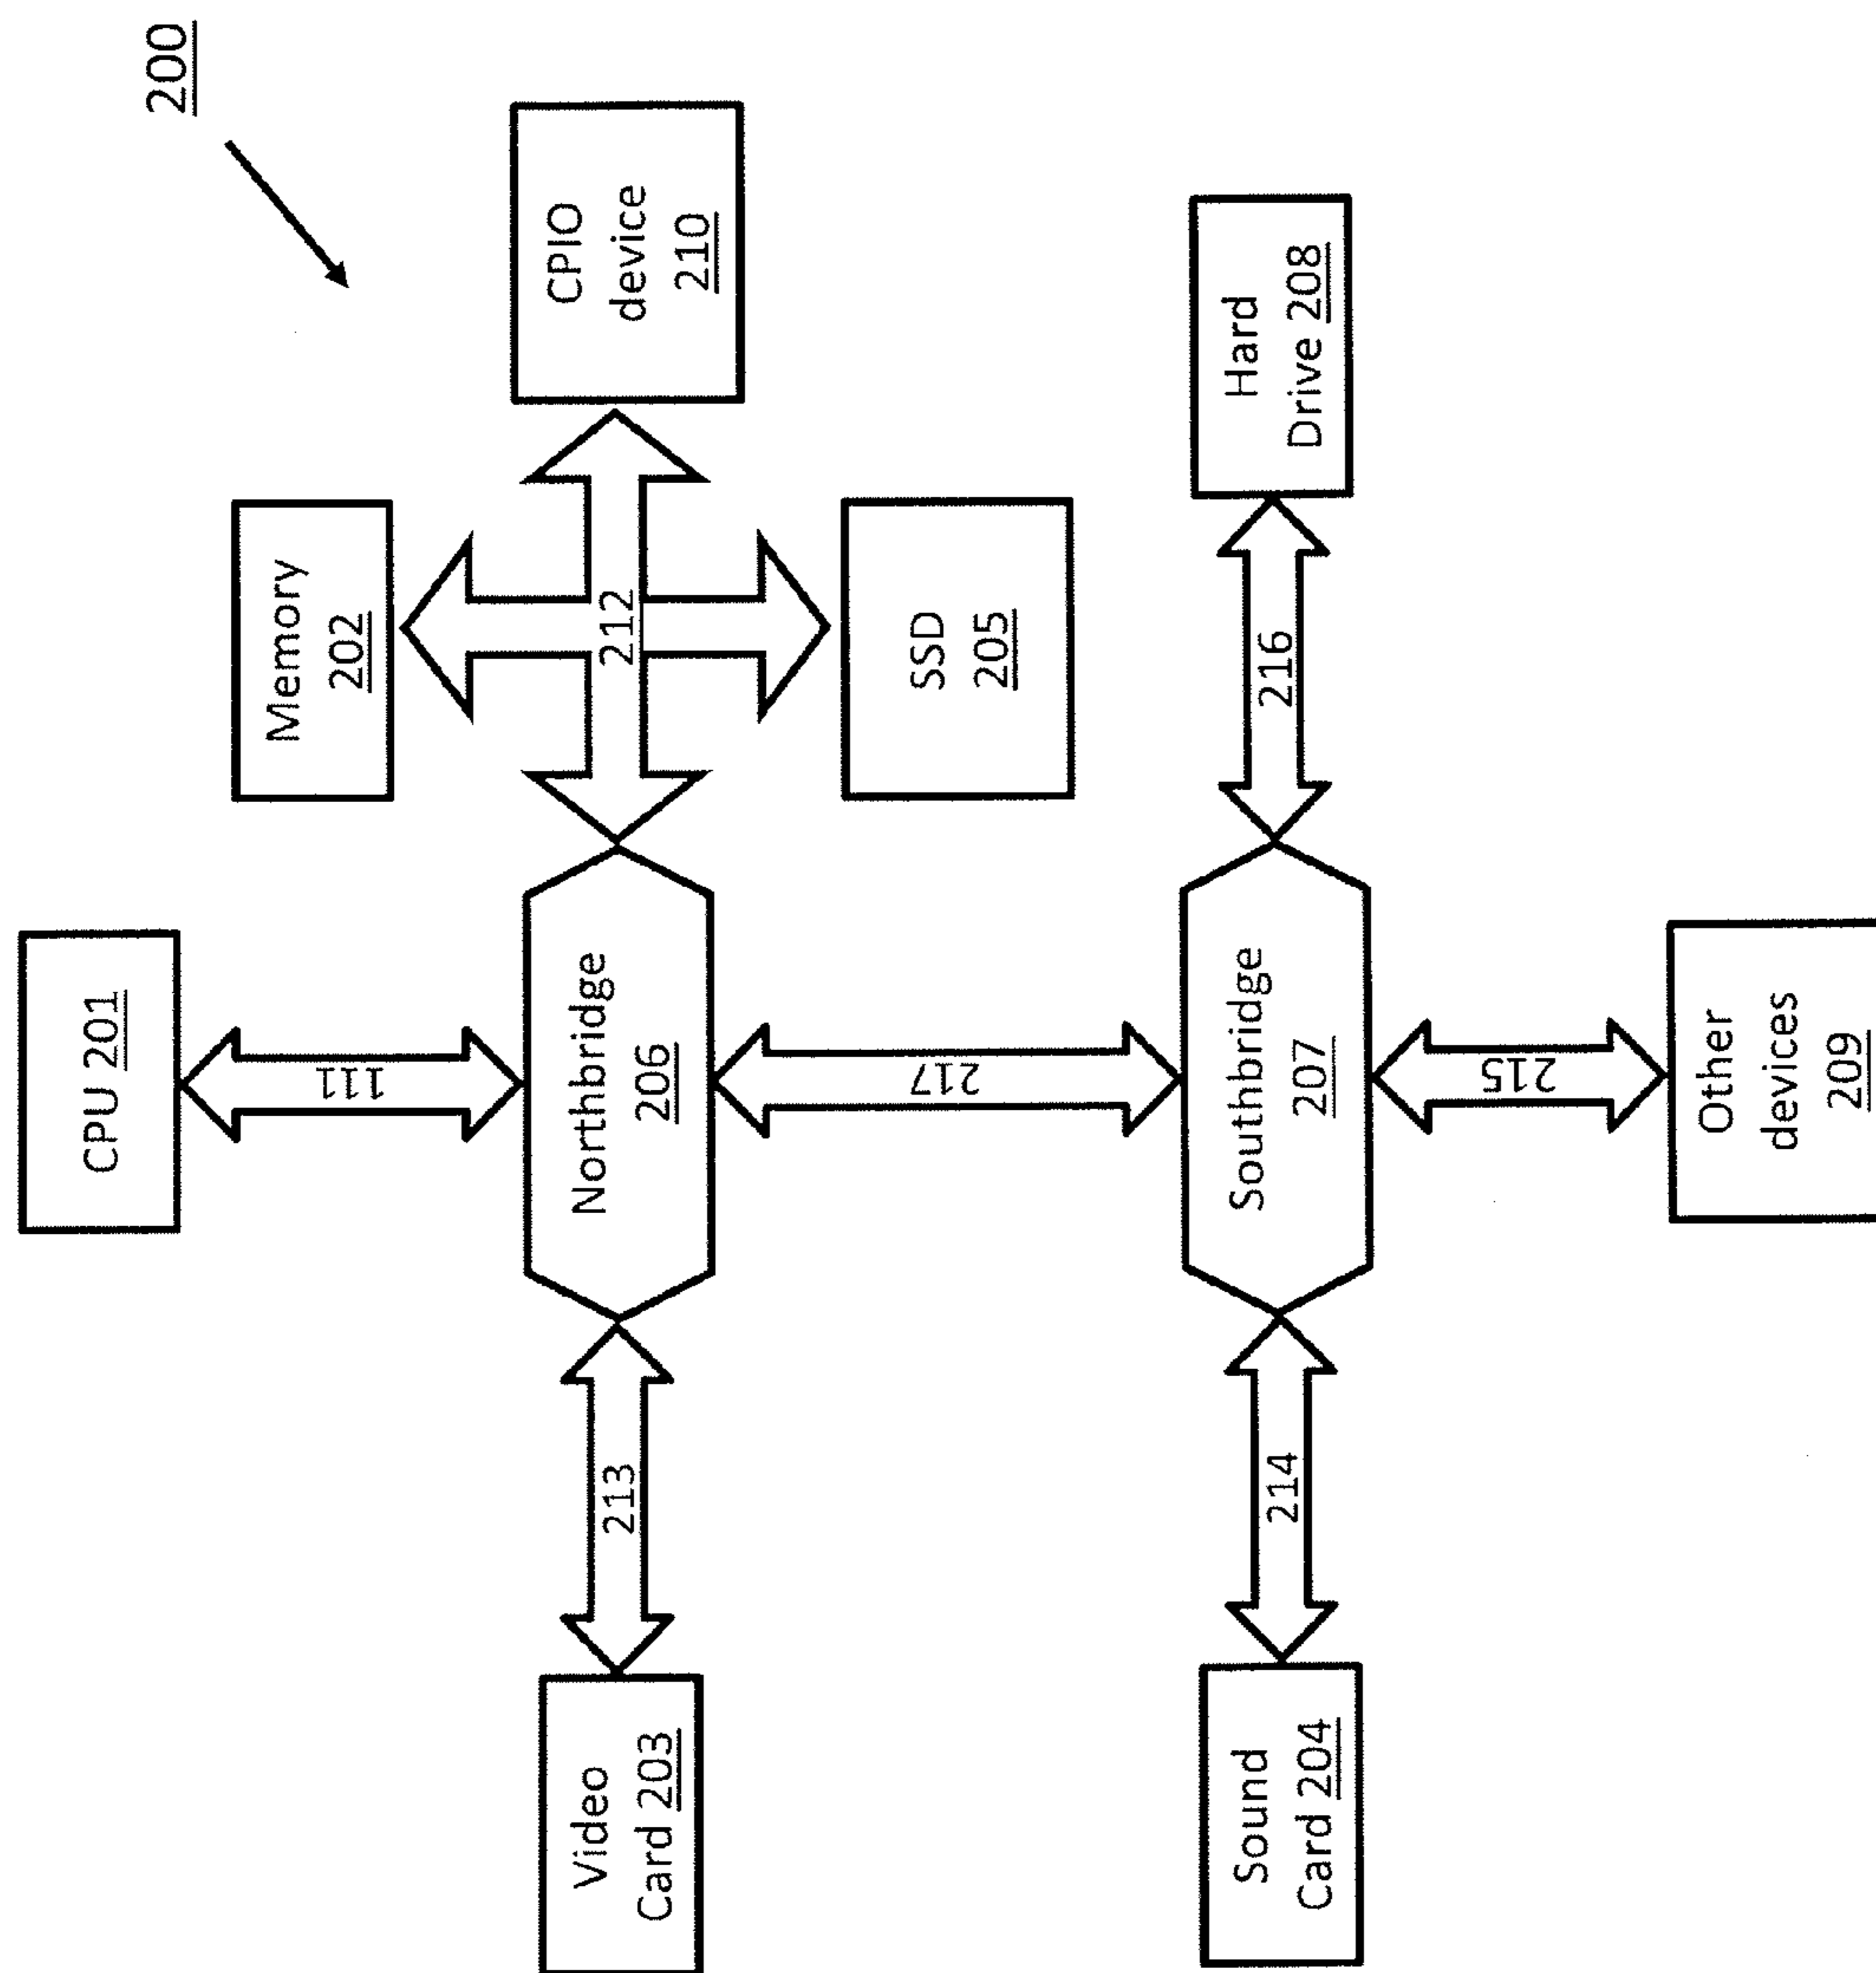 200
CPU 201
Memory
202
111
Video
Card 203
213
Northbridge
206
212
CPIO
device
210
SSD
205
217
Sound
Card 204
214
Southbridge
207
216
Hard
Drive 208
215
Other
devices
209